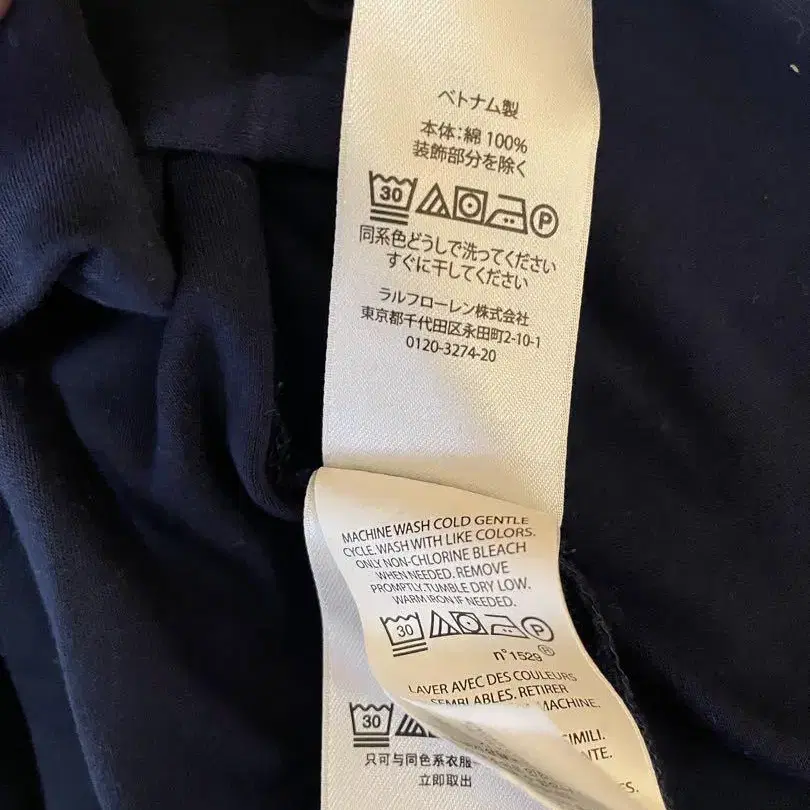 ベトナム製
本体:綿 100%
装飾部分を除く
30
P
同系色どうしで洗ってください
すぐに干してください
ラルフローレン株式会社
東京都千代田区永田町2-10-1
0120-3274-20
MACHINE WASH COLD GENTLE
CYCLE. WASH WITH LIKE COLORS.
ONLY NON-CHLORINE BLEACH
WHEN NEEDED. REMOVE
PROMPTLY. TUMBLE DRY LOW.
WARM IRON IF NEEDED.
30
P
n° 1529®
LAVER AVEC DES COULEURS
SEMBLABLES. RETIRER
MACHINE.
SIMILI.
30
只可与同色系衣服
立即取出